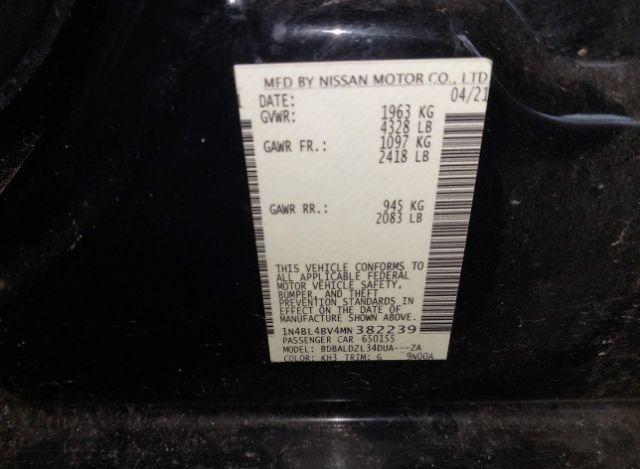 MFD BY NISSAN MOTOR CO., LTD
DATE: 04/21
GVWR: 1963 KG
4328 LB
GAWR FR.: 1097 KG
2418 LB
GAWR RR.: 945 KG
2083 LB
THIS VEHICLE CONFORMS TO
ALL APPLICABLE FEDERAL
MOTOR VEHICLE SAFETY,
BUMPER, AND THEFT
PREVENTION STANDARDS IN
EFFECT ON THE DATE OF
MANUFACTURE SHOWN ABOVE.
1N4BL4BV4MN382239
PASSENGER CAR 650155
MODEL: BDBALDZL34DUA---ZA
COLOR: KH3 TRIM: G 9N00A